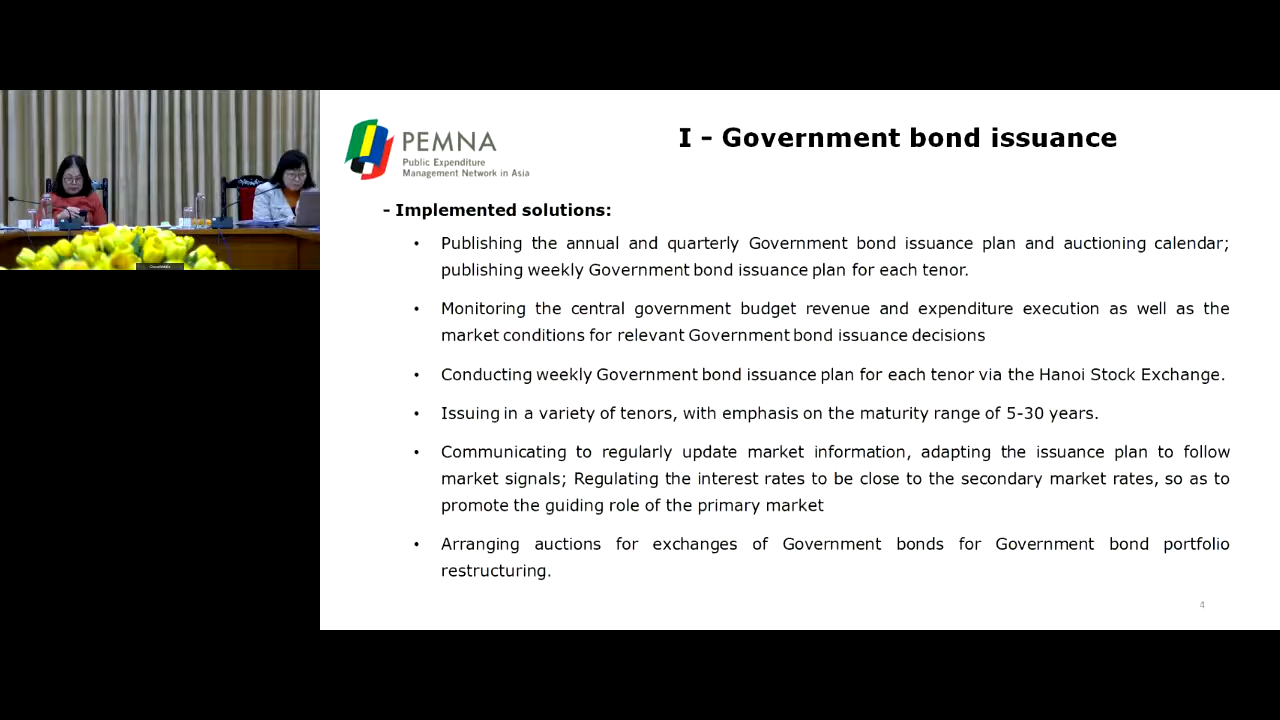 PEMNA
Public Expenditure
Management Network in Asia
I - Government bond issuance
- Implemented solutions:
• Publishing the annual and quarterly Government bond issuance plan and auctioning calendar;
publishing weekly Government bond issuance plan for each tenor.
• Monitoring the central government budget revenue and expenditure execution as well as the
market conditions for relevant Government bond issuance decisions
• Conducting weekly Government bond issuance plan for each tenor via the Hanoi Stock Exchange.
• Issuing in a variety of tenors, with emphasis on the maturity range of 5-30 years.
• Communicating to regularly update market information, adapting the issuance plan to follow
market signals; Regulating the interest rates to be close to the secondary market rates, so as to
promote the guiding role of the primary market
• Arranging auctions for exchanges of Government bonds for Government bond portfolio
restructuring.
4